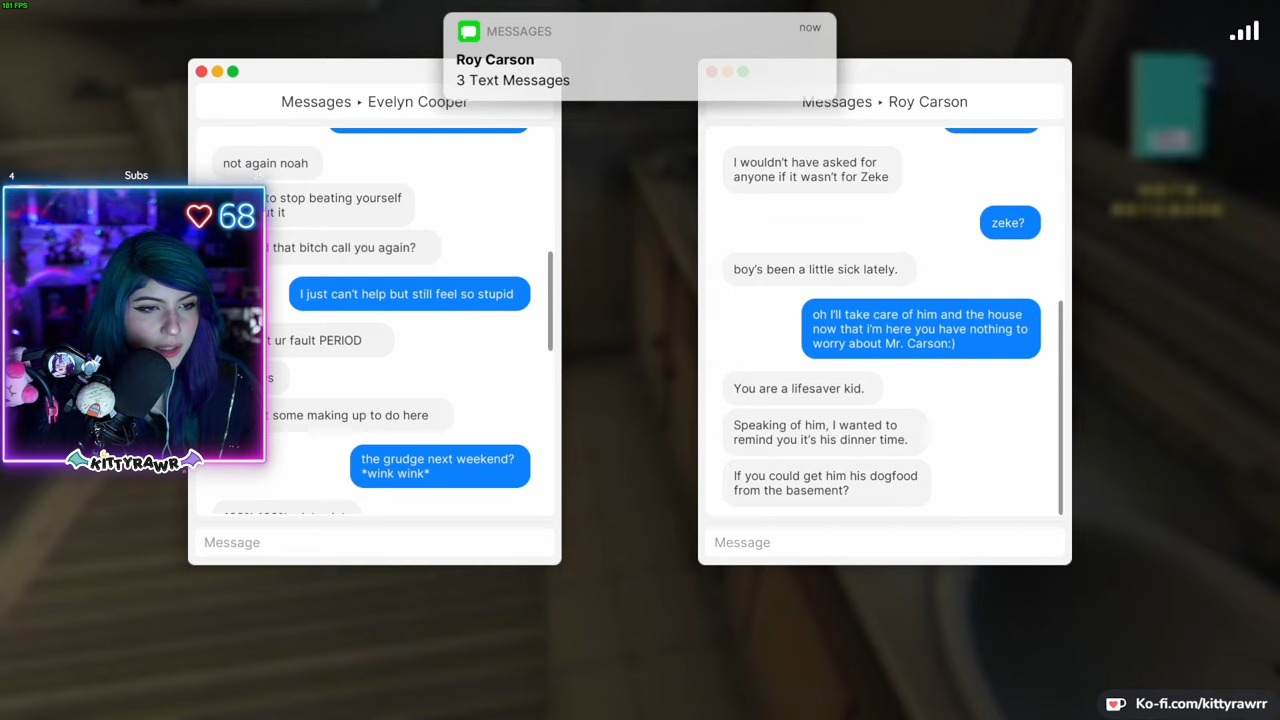 181 FPS
MESSAGES
now
Roy Carson
3 Text Messages
Messages ▸ Evelyn Cooper
not again noah
to stop beating yourself
ut it
that bitch call you again?
I just can't help but still feel so stupid
ur fault PERIOD
s
some making up to do here
the grudge next weekend?
*wink wink*
Message
Messages ▸ Roy Carson
I wouldn't have asked for
anyone if it wasn't for Zeke
zeke?
boy's been a little sick lately.
oh I'll take care of him and the house
now that i'm here you have nothing to
worry about Mr. Carson:)
You are a lifesaver kid.
Speaking of him, I wanted to
remind you it's his dinner time.
If you could get him his dogfood
from the basement?
Message
4
Subs
68
KITTYRAWR
Ko-fi.com/kittyrawrr